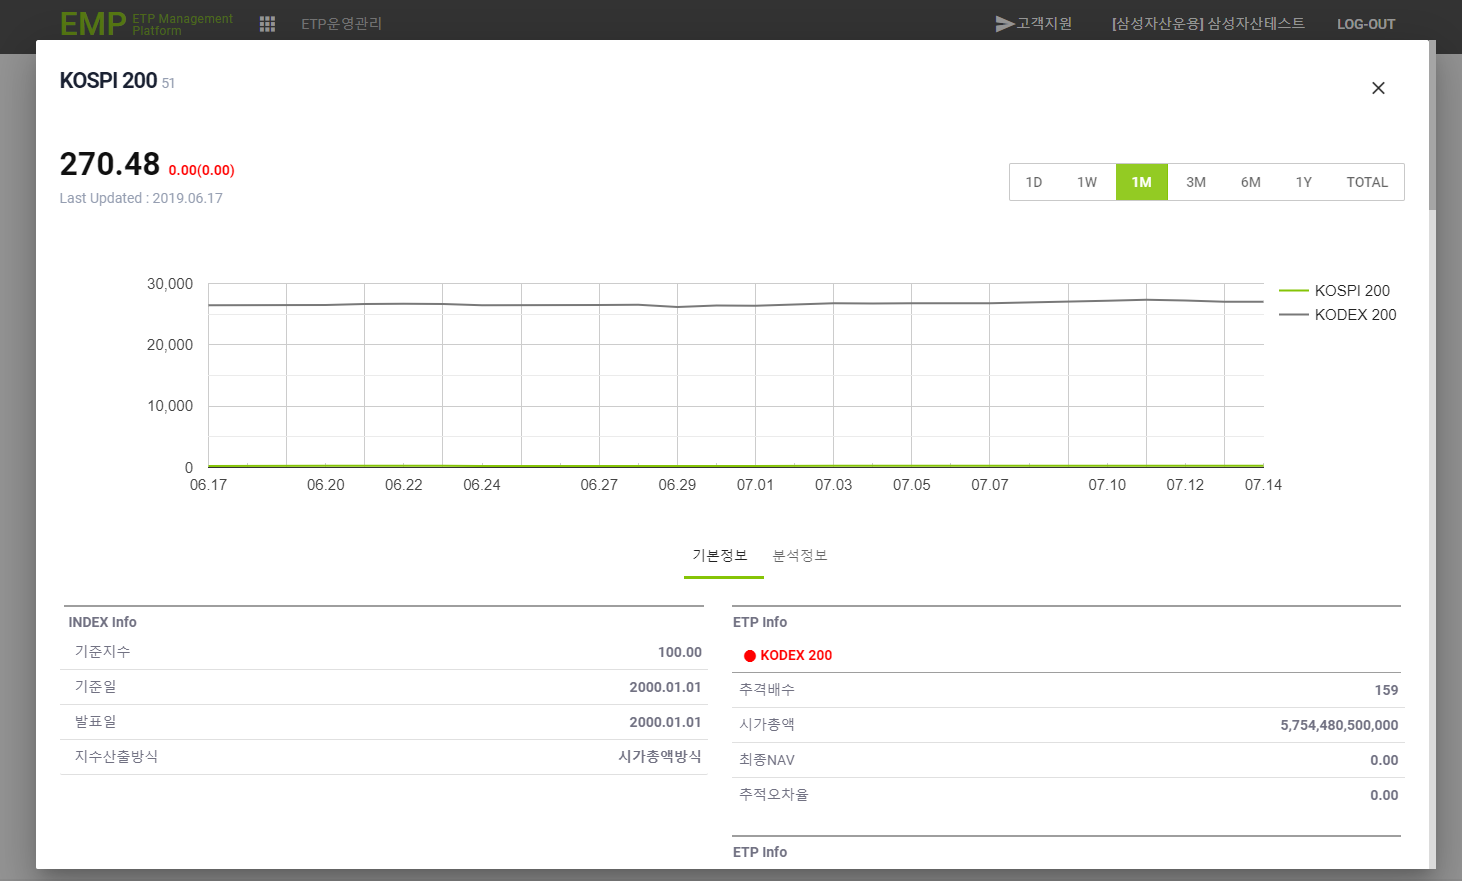 EMP ETP Management Platform
ETP운영관리
고객지원
[삼성자산운용] 삼성자산테스트
LOG-OUT
KOSPI 200 51
270.48 0.00(0.00)
Last Updated : 2019.06.17
1D 1W 1M 3M 6M 1Y TOTAL
30,000
20,000
10,000
0
06.17 06.20 06.22 06.24 06.27 06.29 07.01 07.03 07.05 07.07 07.10 07.12 07.14
KOSPI 200
KODEX 200
기본정보 분석정보
INDEX Info
기준지수 100.00
기준일 2000.01.01
발표일 2000.01.01
지수산출방식 시가총액방식
ETP Info
KODEX 200
추격배수 159
시가총액 5,754,480,500,000
최종NAV 0.00
추적오차율 0.00
ETP Info